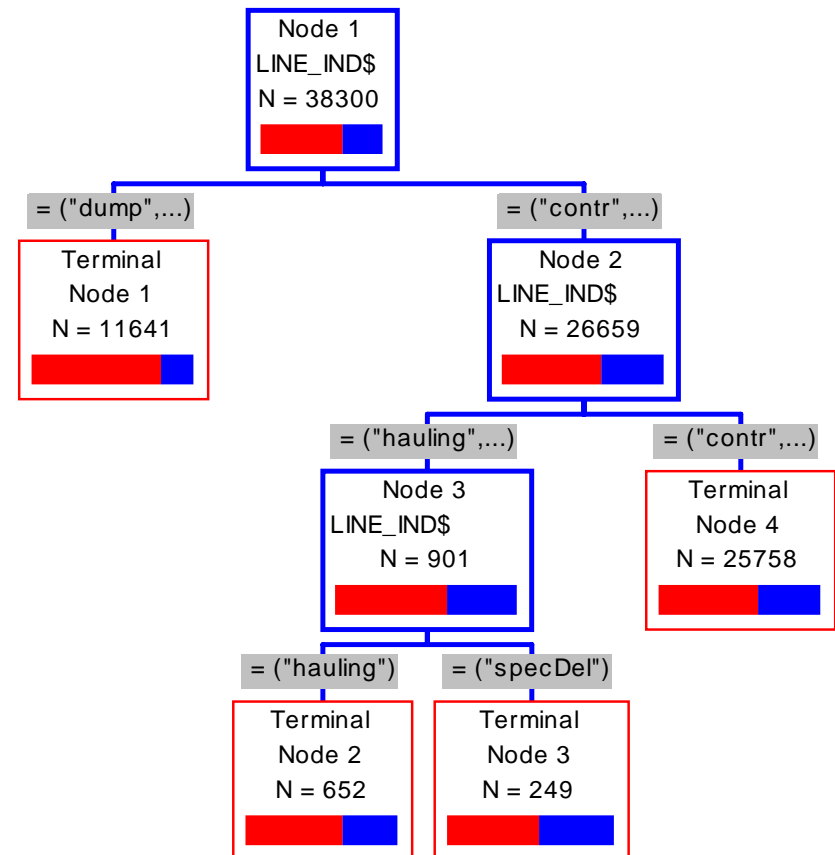 Node 1
LINE_IND$
N = 38300
= ("dump",...)
= ("contr",...)
Terminal
Node 1
N = 11641
Node 2
LINE_IND$
N = 26659
= ("hauling",...)
= ("contr",...)
Node 3
LINE_IND$
N = 901
Terminal
Node 4
N = 25758
= ("hauling")
= ("specDel")
Terminal
Node 2
N = 652
Terminal
Node 3
N = 249